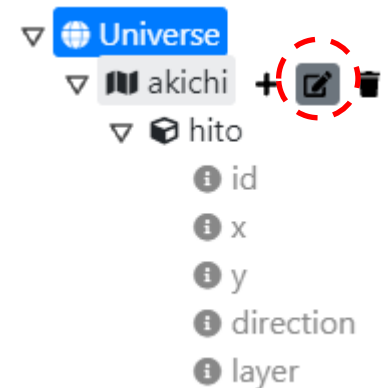 Universe
akichi
hito
id
x
y
direction
layer